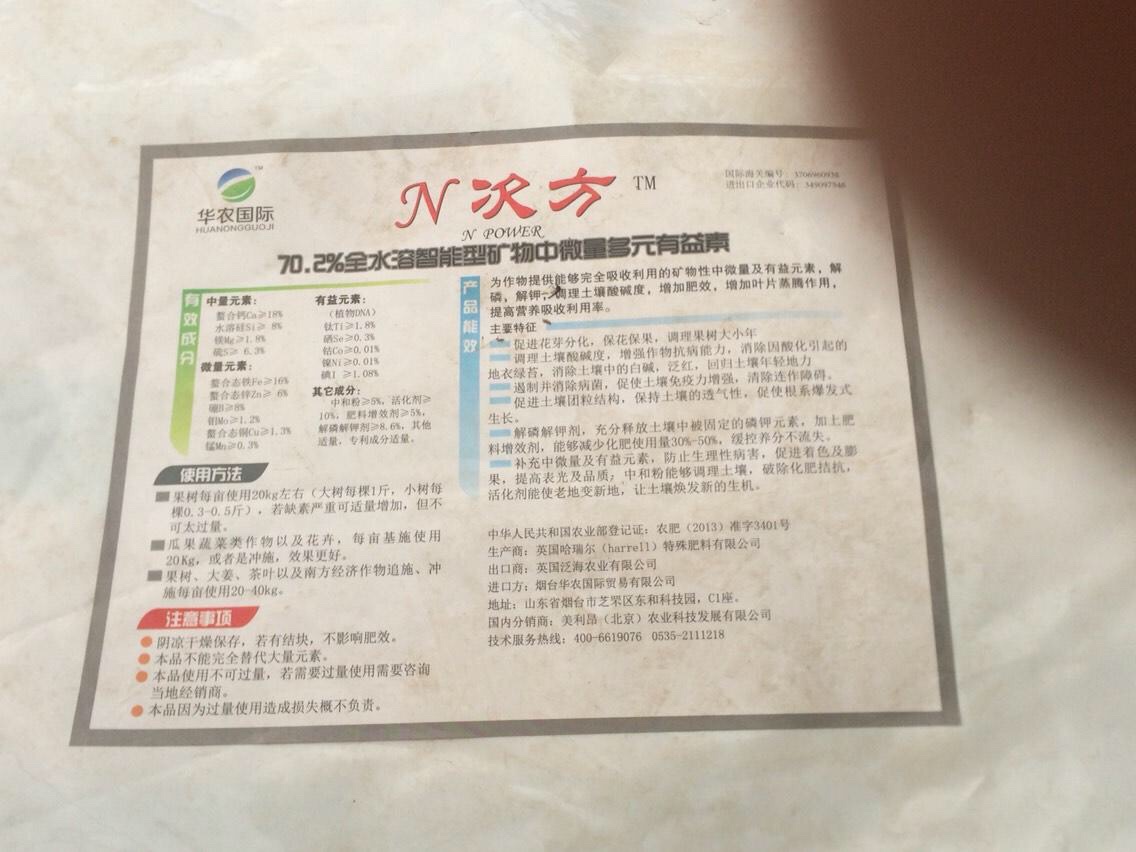 华农国际
HUANONGGUOJI
TM
N次方 TM
N POWER
国际海关编号: 3706960938
进出口企业代码: 349097846
70.2%全水溶智能型矿物中微量多元有益素
有效成分
中量元素:
螯合钙Ca≥18%
水溶硅Si≥ 8%
镁Mg≥1.8%
硫S≥ 6.3%
微量元素:
螯合态铁Fe≥16%
螯合态锌Zn≥ 6%
硼B≥8%
钼Mo≥1.2%
螯合态铜Cu≥1.3%
锰Mn≥0.3%
有益元素:
(植物DNA)
钛Ti≥1.8%
硒Se≥0.3%
钴Co≥0.01%
镍Ni≥0.01%
碘I ≥1.08%
其它成分:
中和粉≥5%, 活化剂≥
10%, 肥料增效剂≥5%,
解磷解钾剂≥8.6%, 其他
适量, 专利成分适量。
使用方法
果树每亩使用20kg左右（大树每棵1斤，小树每
棵0.3-0.5斤），若缺素严重可适量增加，但不
可太过量。
瓜果蔬菜类作物以及花卉，每亩基施使用
20Kg，或者是冲施，效果更好。
果树、大姜、茶叶以及南方经济作物追施、冲
施每亩使用20-40kg。
注意事项
阴凉干燥保存，若有结块，不影响肥效。
本品不能完全替代大量元素。
本品使用不可过量，若需要过量使用需要咨询
当地经销商。
本品因为过量使用造成损失概不负责。
产品能效
为作物提供能够完全吸收利用的矿物性中微量及有益元素，解
磷，解钾，调理土壤酸碱度，增加肥效，增加叶片蒸腾作用，
提高营养吸收利用率。
主要特征
促进花芽分化，保花保果，调理果树大小年
调理土壤酸碱度，增强作物抗病能力，消除因酸化引起的
地衣绿苔，消除土壤中的白碱，泛红，回归土壤年轻地力
遏制并消除病菌，促使土壤免疫力增强，清除连作障碍。
促进土壤团粒结构，保持土壤的透气性，促使根系爆发式
生长。
解磷解钾剂，充分释放土壤中被固定的磷钾元素，加上肥
料增效剂，能够减少化肥使用量30%-50%，缓控养分不流失。
补充中微量及有益元素，防止生理性病害，促进着色及膨
果，提高表光及品质；中和粉能够调理土壤，破除化肥拮抗，
活化剂能使老地变新地，让土壤焕发新的生机。
中华人民共和国农业部登记证：农肥（2013）准字3401号
生产商：英国哈瑞尔（harrell）特殊肥料有限公司
出口商：英国泛海农业有限公司
进口方：烟台华农国际贸易有限公司
地址：山东省烟台市芝罘区东和科技园，C1座。
国内分销商：美利昂（北京）农业科技发展有限公司
技术服务热线：400-6619076 0535-2111218